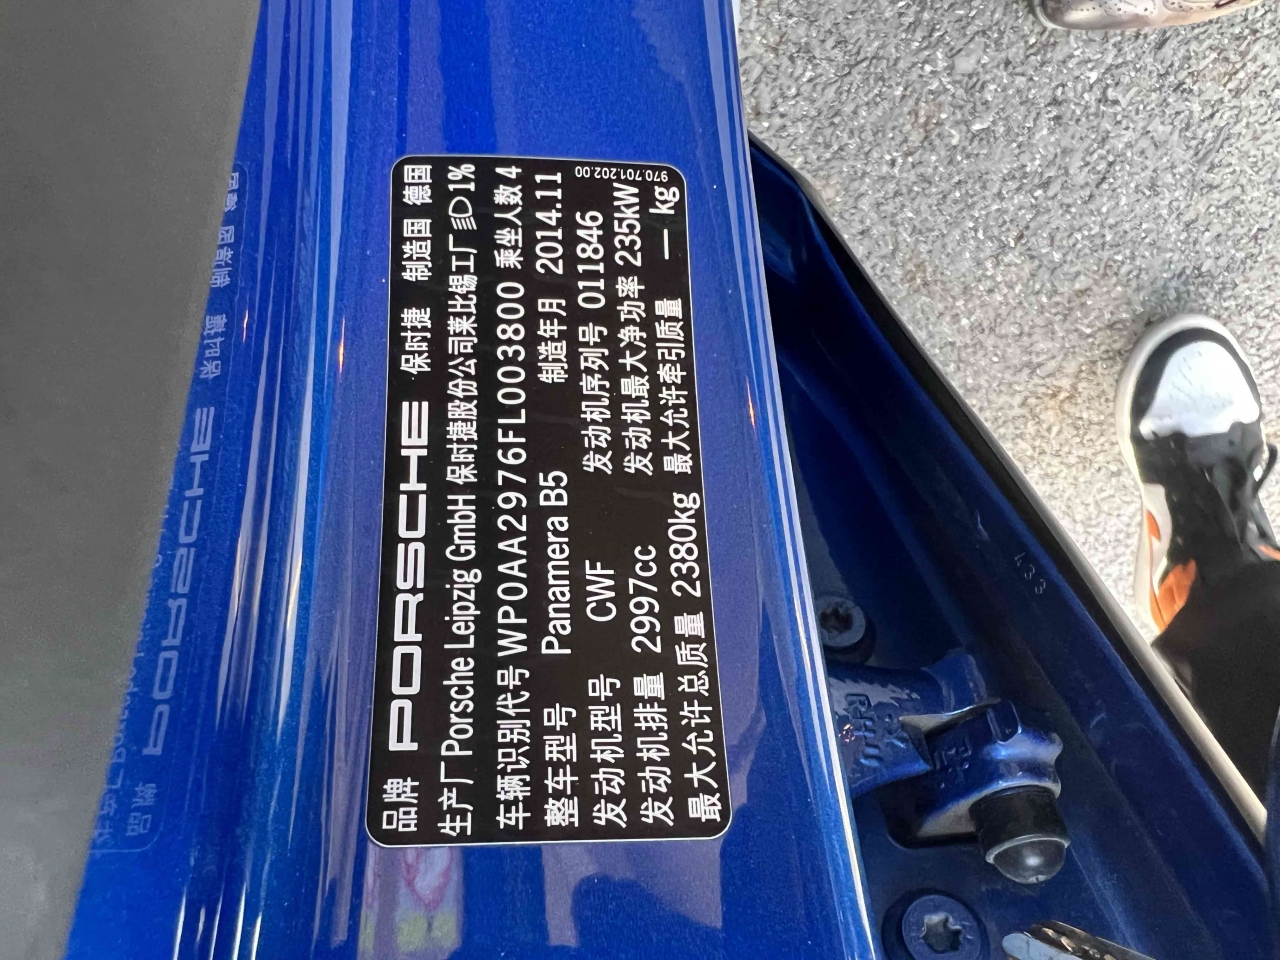 970.701.202.00
品牌 PORSCHE 保时捷 制造国 德国
生产厂 Porsche Leipzig GmbH 保时捷股份公司莱比锡工厂 1%
车辆识别代号 WP0AA2976FL003800 乘坐人数 4
整车型号 Panamera B5 制造年月 2014.11
发动机型号 CWF 发动机序列号 011846
发动机排量 2997cc 发动机最大净功率 235kW
最大允许总质量 2380kg 最大允许牵引质量 — kg
433